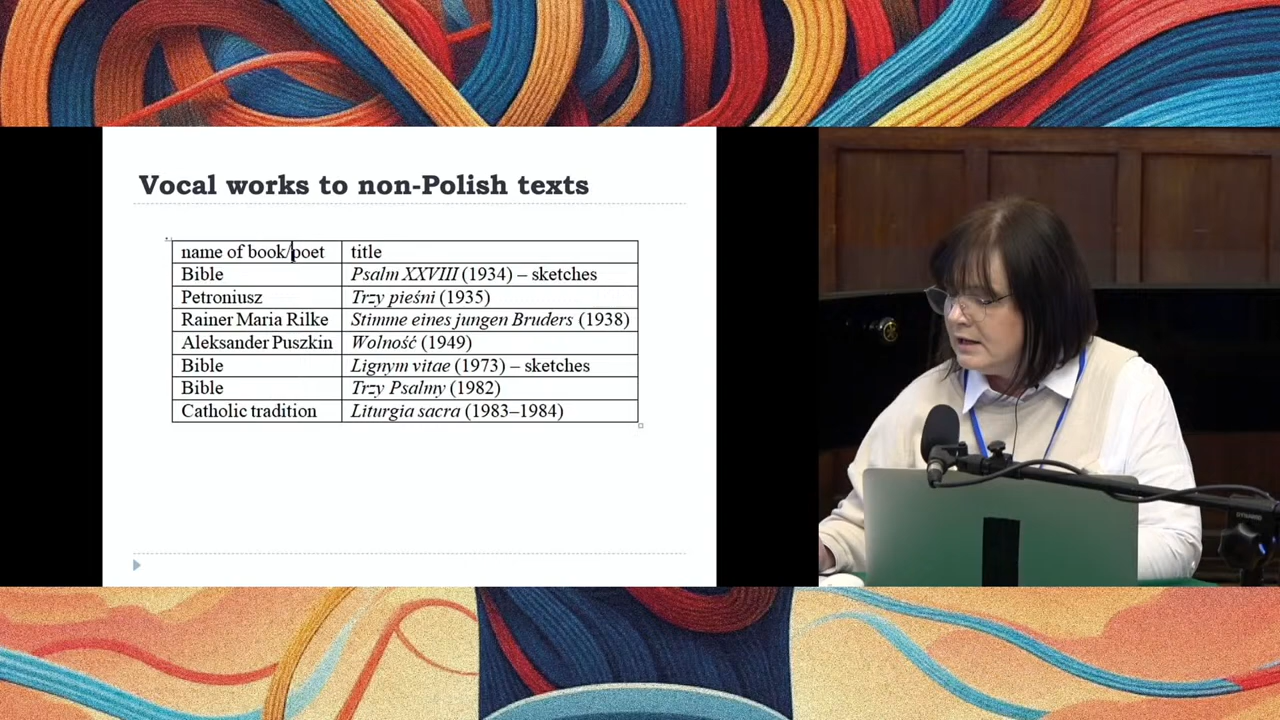 Vocal works to non-Polish texts
name of book/poet title
Bible Psalm XXVIII (1934) – sketches
Petroniusz Trzy pieśni (1935)
Rainer Maria Rilke Stimme eines jungen Bruders (1938)
Aleksander Puszkin Wolność (1949)
Bible Lignym vitae (1973) – sketches
Bible Trzy Psalmy (1982)
Catholic tradition Liturgia sacra (1983–1984)